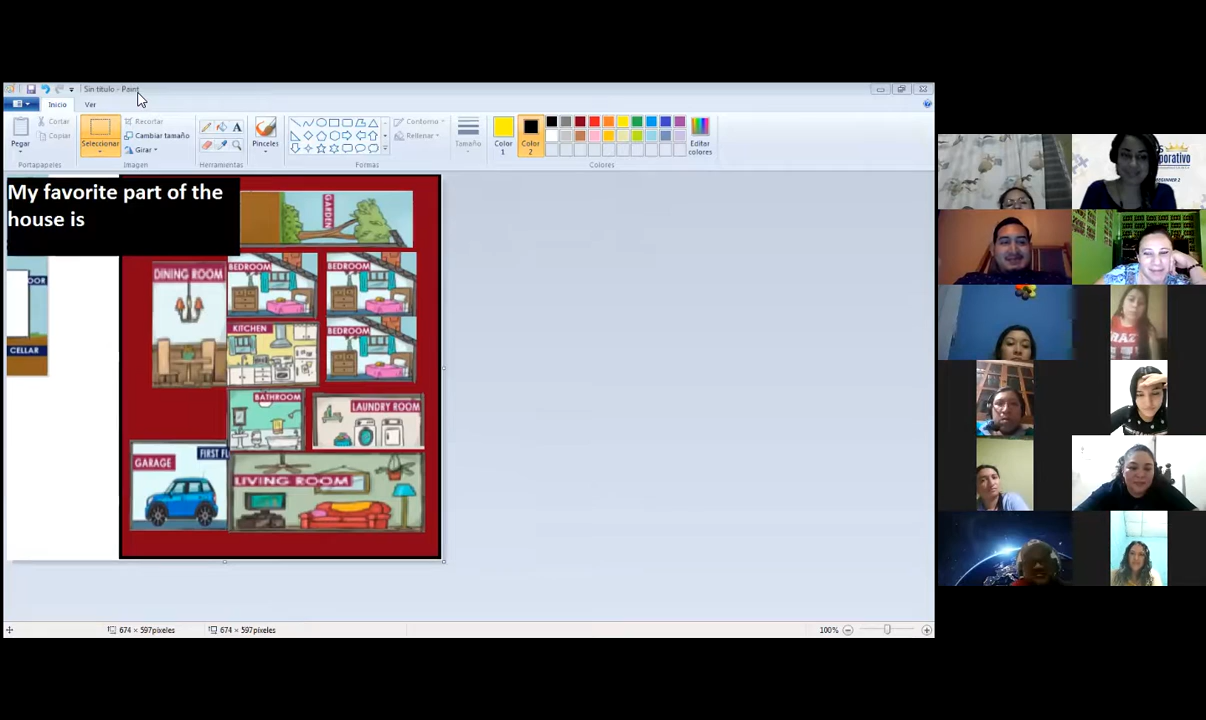 Sin título - Paint
Inicio
Ver
Pegar
Cortar
Copiar
Portapapeles
Seleccionar
Recortar
Cambiar tamaño
Girar
Imagen
A
Herramientas
Pinceles
Formas
Contorno
Rellenar
Tamaño
Color
1
Color
2
Colores
Editar
colores
My favorite part of the
house is
GARDEN
DINING ROOM
BEDROOM
BEDROOM
KITCHEN
BEDROOM
CELLAR
BATHROOM
LAUNDRY ROOM
GARAGE
FIRST FL
LIVING ROOM
674 × 597píxeles
674 × 597píxeles
100%